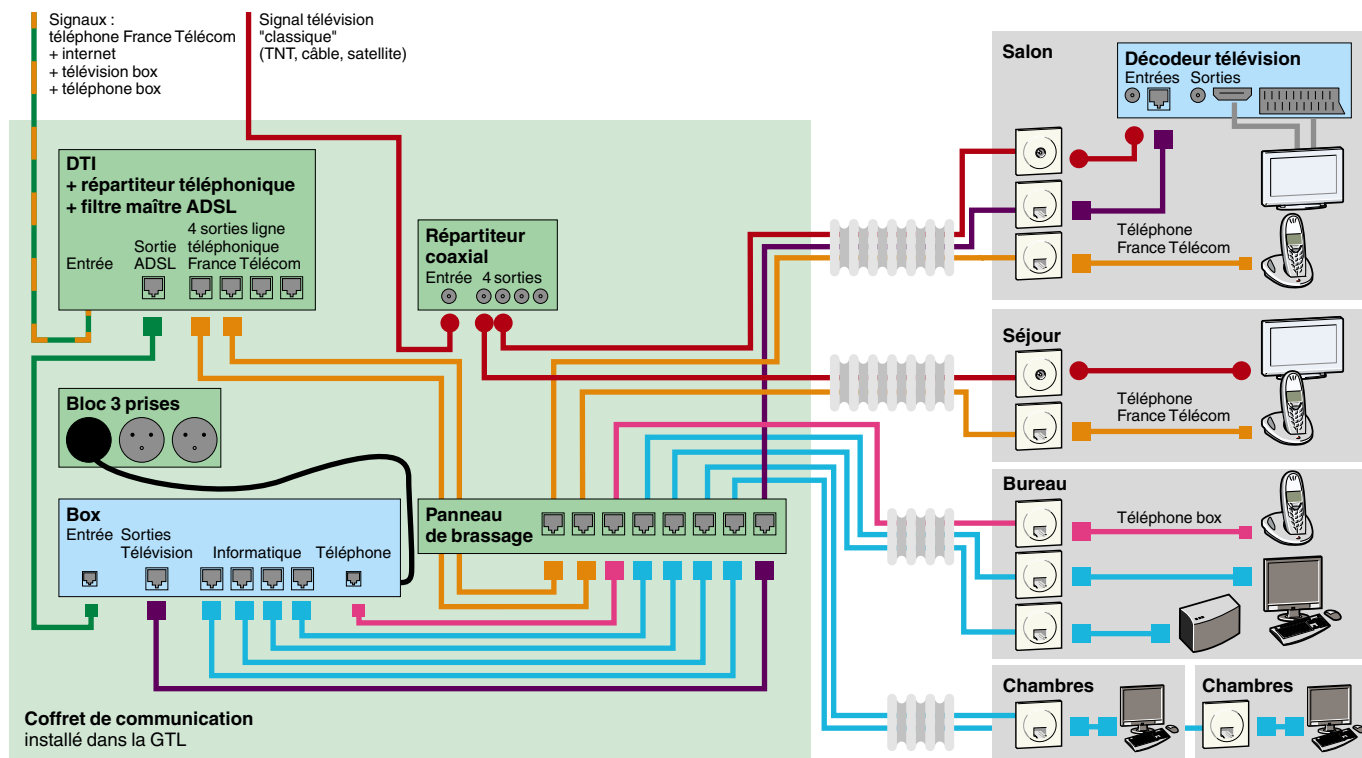 Signaux :
téléphone France Télécom
+ internet
+ télévision box
+ téléphone box
Signal télévision
"classique"
(TNT, câble, satellite)
DTI
+ répartiteur téléphonique
+ filtre maître ADSL
Entrée
Sortie
ADSL
4 sorties ligne
téléphonique
France Télécom
Répartiteur
coaxial
Entrée 4 sorties
Bloc 3 prises
Box
Entrée
Sorties
Télévision
Informatique
Téléphone
Panneau
de brassage
Coffret de communication
installé dans la GTL
Salon
Décodeur télévision
Entrées Sorties
Téléphone
France Télécom
Séjour
Téléphone
France Télécom
Bureau
Téléphone box
Chambres
Chambres